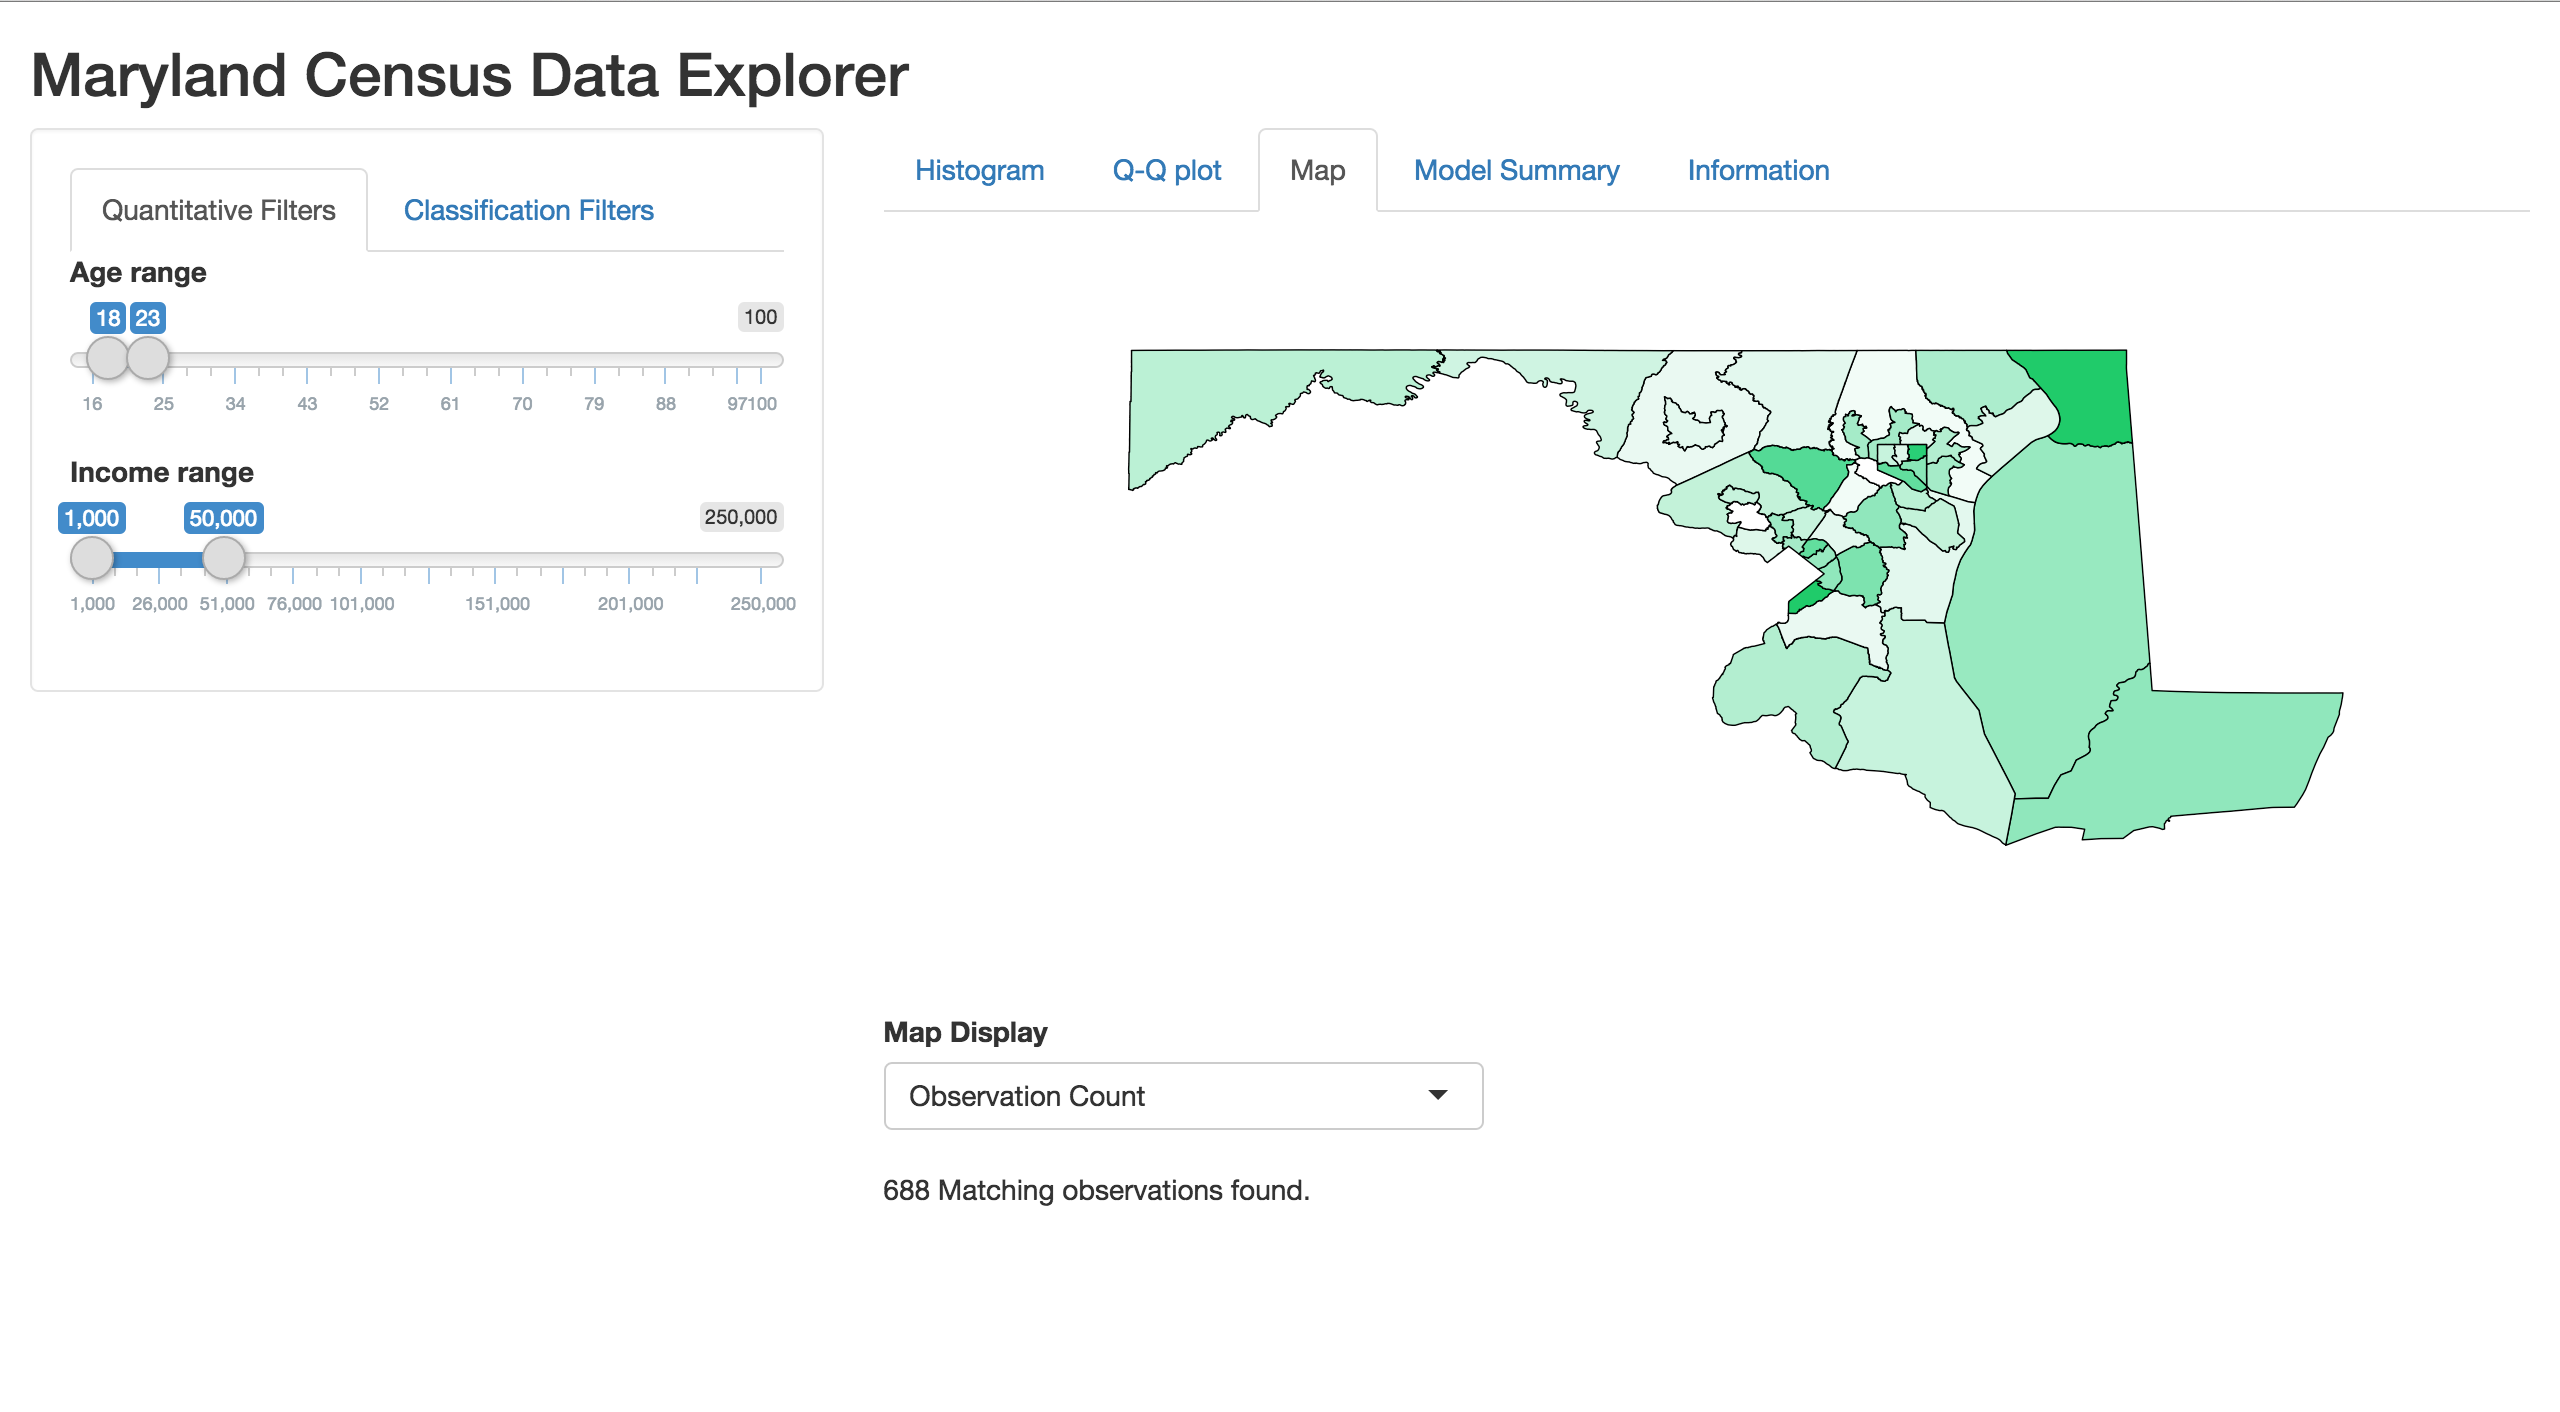 Maryland Census Data Explorer
Quantitative Filters Classification Filters
Age range
18 23 100
16 25 34 43 52 61 70 79 88 97100
Income range
1,000 50,000 250,000
1,000 26,000 51,000 76,000 101,000 151,000 201,000 250,000
Histogram Q-Q plot Map Model Summary Information
Map Display
Observation Count
688 Matching observations found.